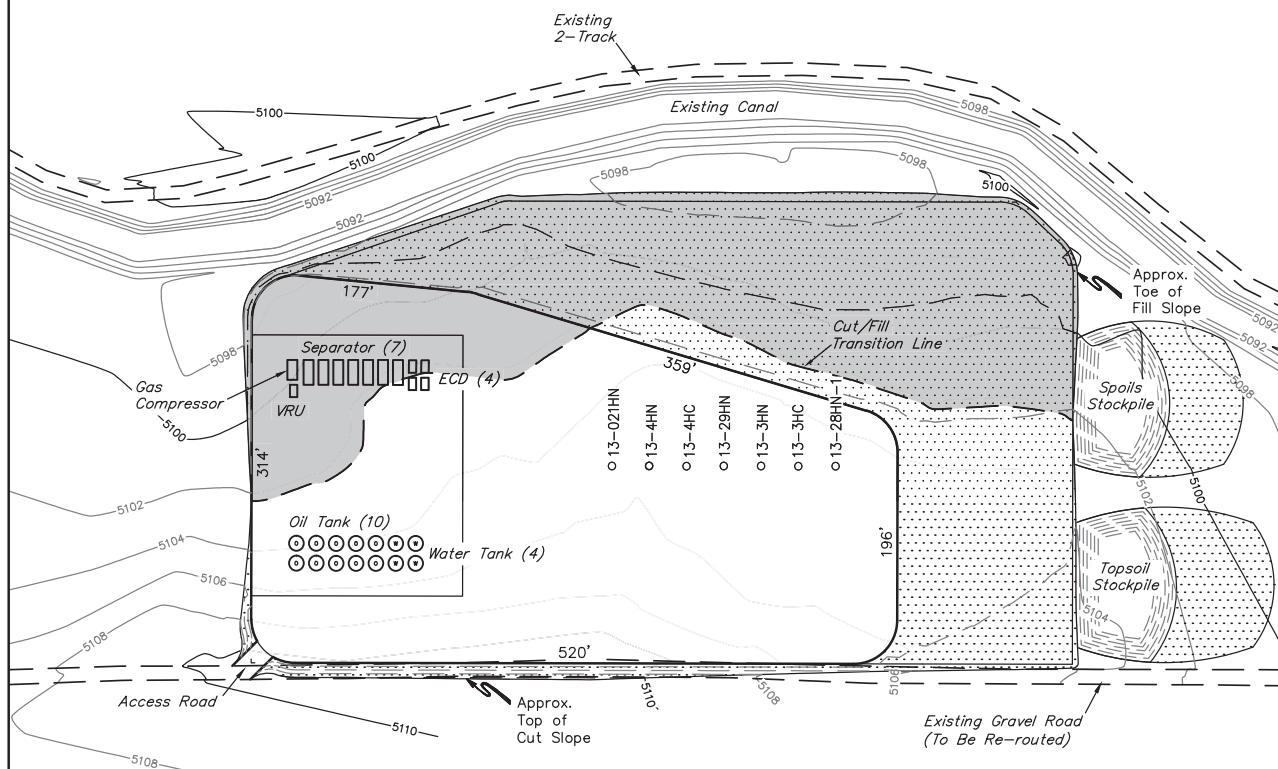 Existing
2-Track
5100
Existing Canal
5098
5100
5098
5098
5092
5100
5092
Approx.
Toe of
Fill Slope
177'
Cut/Fill
Transition Line
5092
5092
5098
Separator (7)
359'
5098
ECD (4)
Gas
Compressor
VRU
Spoils
Stockpile
5100
13-021HN
13-4HN
13-4HC
13-29HN
13-3HN
13-3HC
13-28HN-1
314'
5102
5100
5102
Oil Tank (10)
O O O O O W W
O O O O O W W
Water Tank (4)
196'
5104
5106
Topsoil
Stockpile
5104
5108
520'
5106
Access Road
5110
5108
Approx.
Top of
Cut Slope
5110
Existing Gravel Road
(To Be Re-routed)
5108